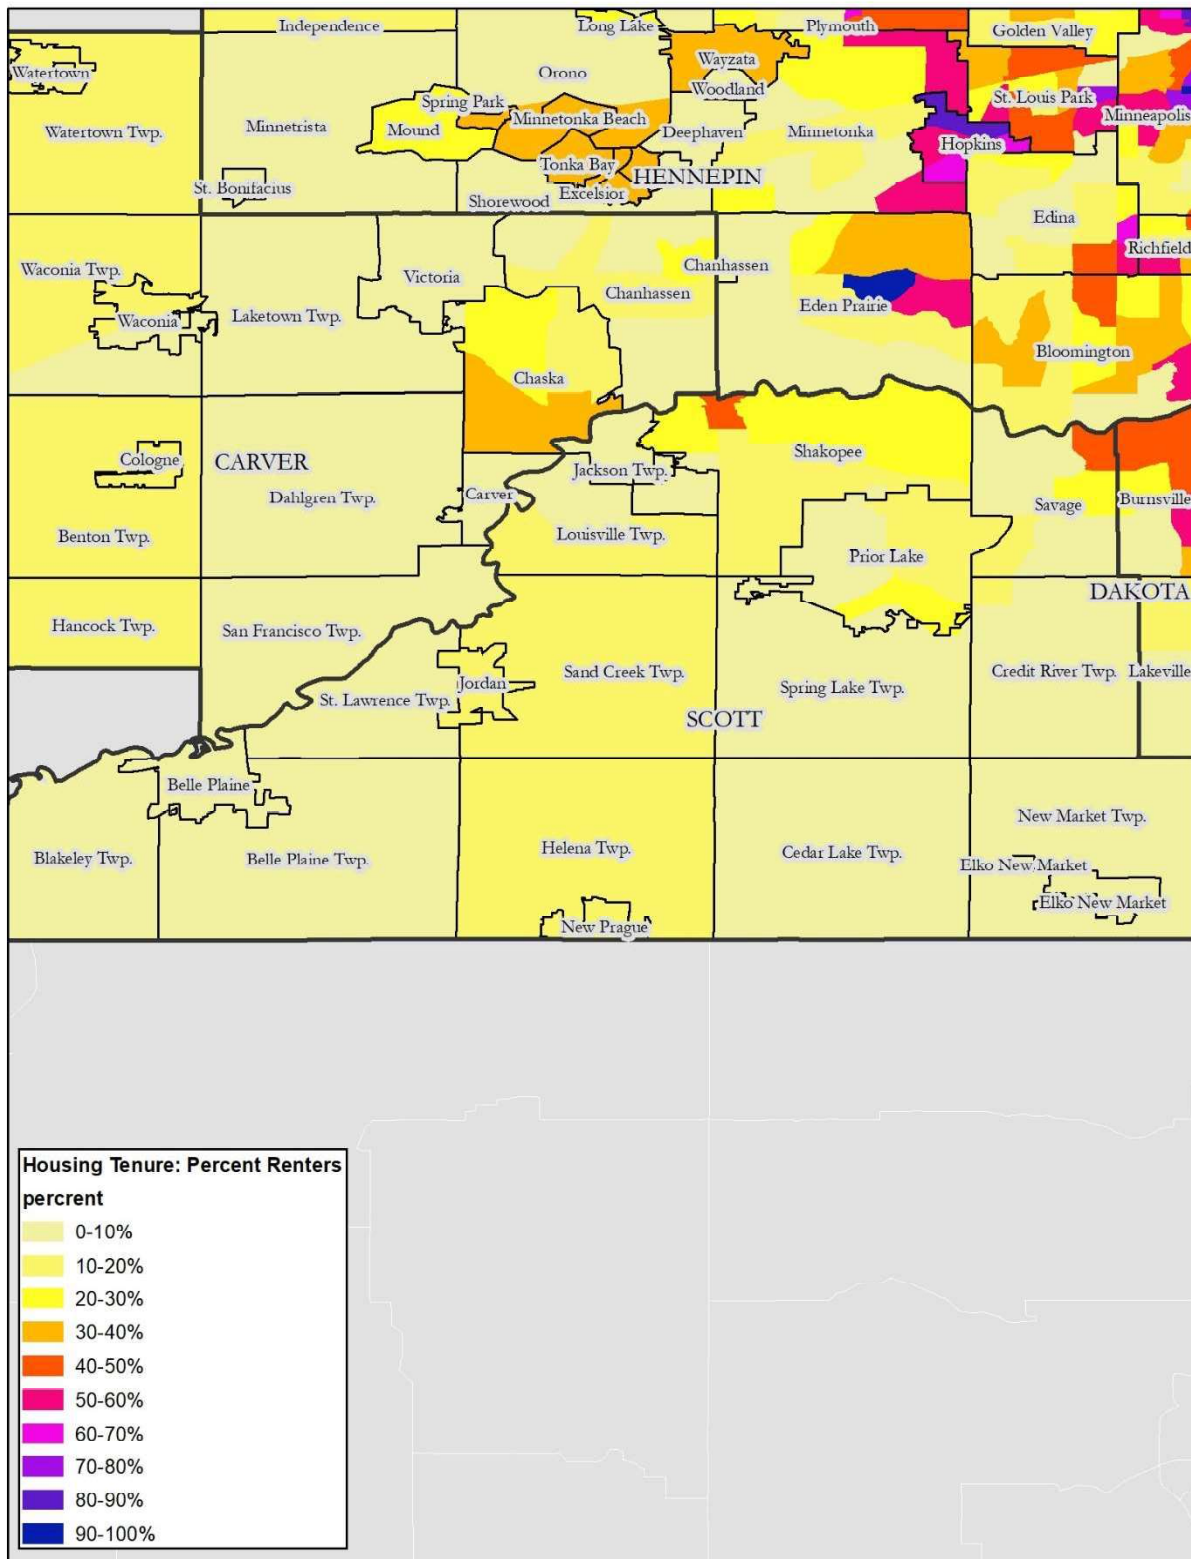 Independence
Long Lake
Plymouth
Golden Valley
Watertown
Orono
Wayzata
Woodland
St. Louis Park
Minneapolis
Watertown Twp.
Minnetrista
Spring Park
Mound
Minnetonka Beach
Deephaven
Minnetonka
Hopkins
Tonka Bay
HENNEPIN
St. Bonifacius
Excelsior
Shorewood
Edina
Richfield
Waconia Twp.
Victoria
Chanhassen
Chanhassen
Eden Prairie
Waconia
Laketown Twp.
Bloomington
Chaska
Cologne
CARVER
Jackson Twp.
Shakopee
Dahlgren Twp.
Carver
Savage
Burnsville
Benton Twp.
Louisville Twp.
Prior Lake
DAKOTA
Hancock Twp.
San Francisco Twp.
Sand Creek Twp.
Credit River Twp.
Lakeville
St. Lawrence Twp.
Jordan
Spring Lake Twp.
SCOTT
Belle Plaine
New Market Twp.
Blakeley Twp.
Belle Plaine Twp.
Helena Twp.
Cedar Lake Twp.
Elko New Market
Elko New Market
New Prague
Housing Tenure: Percent Renters
percrent
0-10%
10-20%
20-30%
30-40%
40-50%
50-60%
60-70%
70-80%
80-90%
90-100%